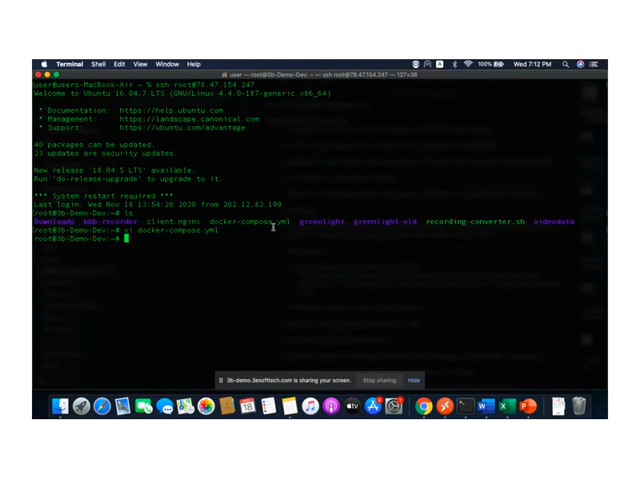 Terminal Shell Edit View Window Help 100% Wed 7:12 PM
user — root@3b-Demo-Dev: ~ — ssh root@78.47.154.247 — 127×36
user@users-MacBook-Air ~ % ssh root@78.47.154.247
Welcome to Ubuntu 16.04.7 LTS (GNU/Linux 4.4.0-187-generic x86_64)
* Documentation: https://help.ubuntu.com
* Management: https://landscape.canonical.com
* Support: https://ubuntu.com/advantage
40 packages can be updated.
23 updates are security updates.
New release '18.04.5 LTS' available.
Run 'do-release-upgrade' to upgrade to it.
*** System restart required ***
Last login: Wed Nov 18 13:54:20 2020 from 202.12.82.199
root@3b-Demo-Dev:~# ls
Downloads bbb-recorder client.nginx docker-compose.yml greenlight greenlight-old recording-converter.sh videodata
root@3b-Demo-Dev:~# vi docker-compose.yml
root@3b-Demo-Dev:~#
3b-demo.3esofttech.com is sharing your screen. Stop sharing Hide
18 tv